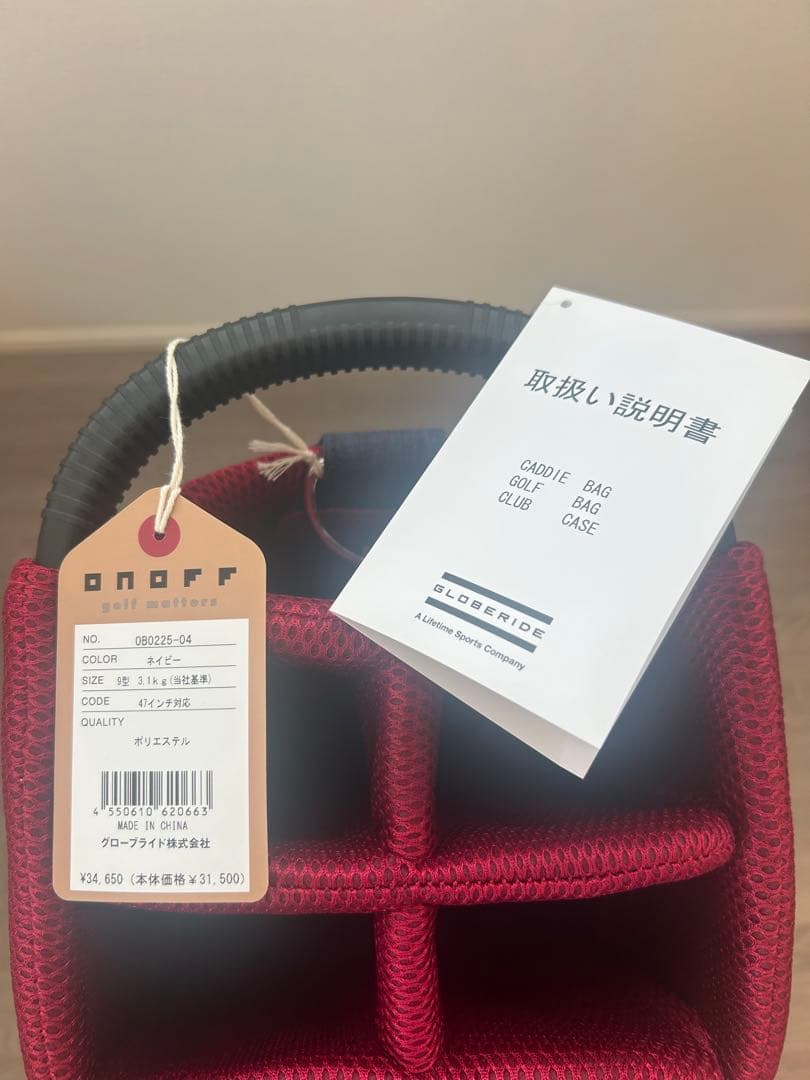 onoff
golf matters
NO. OB0225-04
COLOR ネイビー
SIZE 9型 3.1kg(当社基準)
CODE 47インチ対応
QUALITY
ポリエステル
4 550610 620663
MADE IN CHINA
グローブライド株式会社
¥34,650 (本体価格¥31,500)
取扱い説明書
CADDIE BAG
GOLF BAG
CLUB CASE
GLOBERIDE
A Lifetime Sports Company